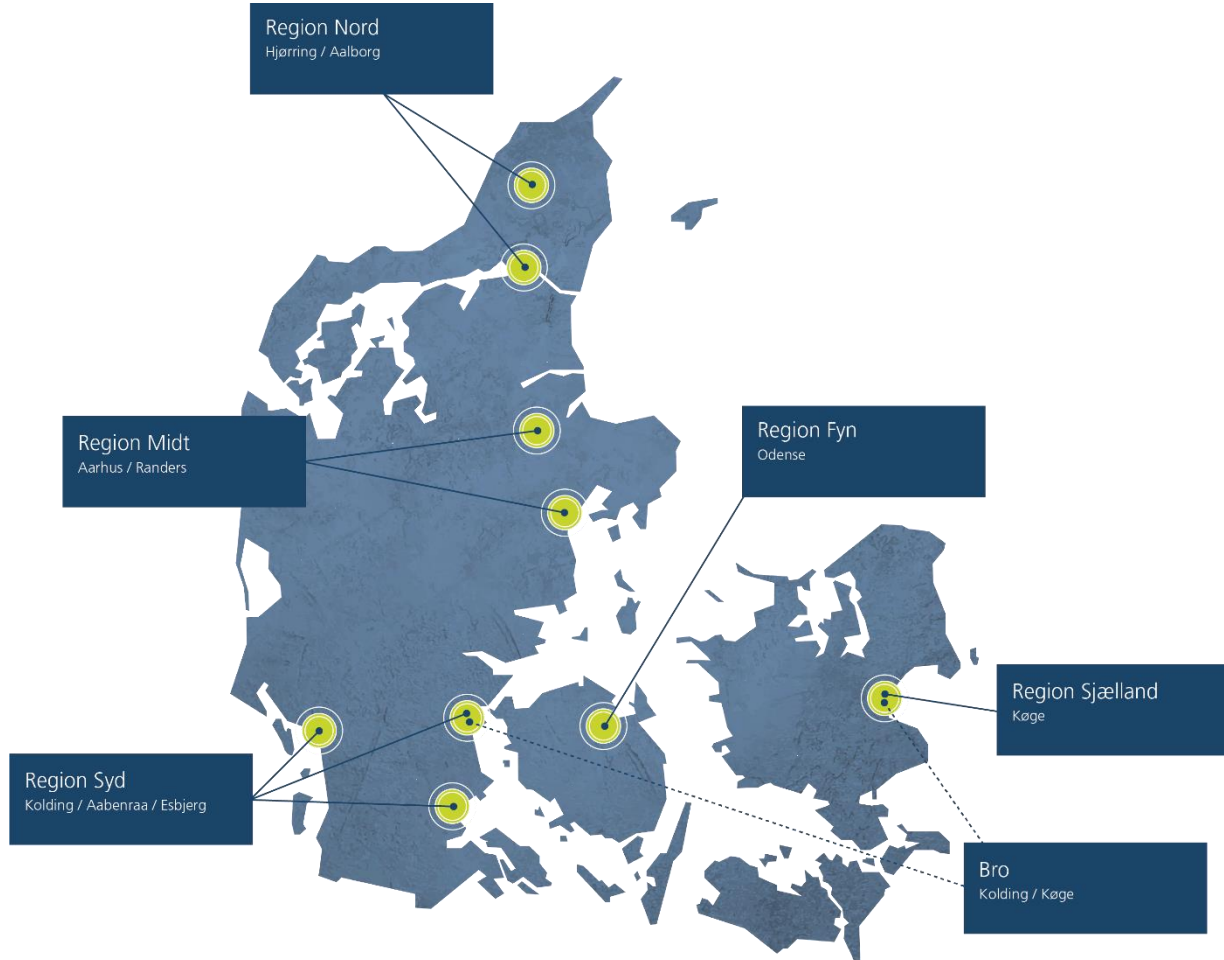 Region Nord
Hjørring / Aalborg
Region Midt
Aarhus / Randers
Region Fyn
Odense
Region Sjælland
Køge
Region Syd
Kolding / Aabenraa / Esbjerg
Bro
Kolding / Køge